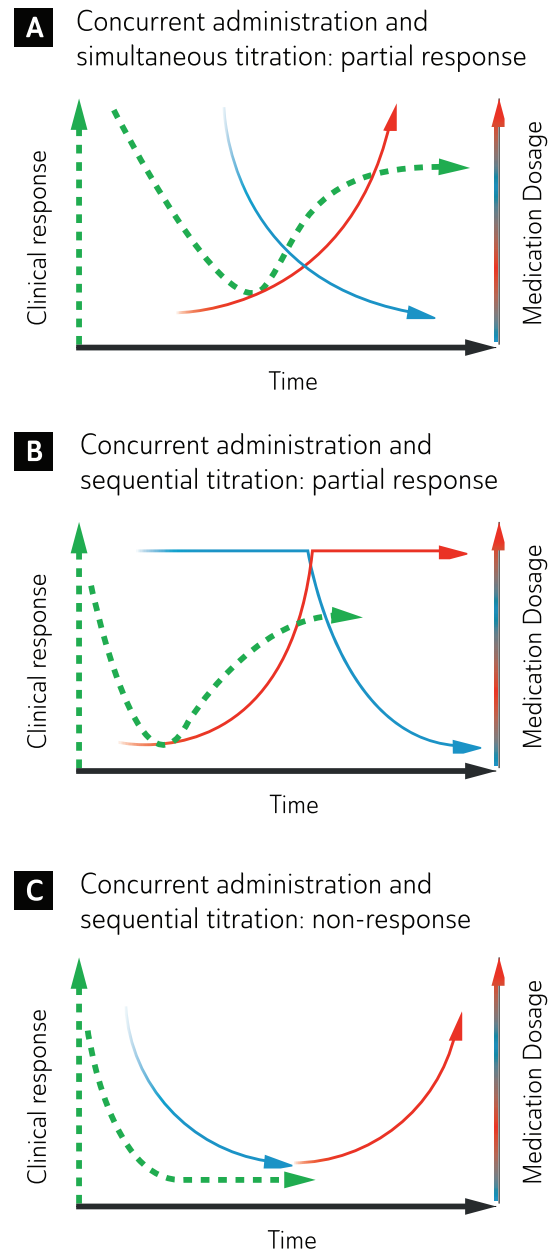 A
Concurrent administration and
simultaneous titration: partial response
Clinical response
Medication Dosage
Time
B
Concurrent administration and
sequential titration: partial response
Clinical response
Medication Dosage
Time
C
Concurrent administration and
sequential titration: non-response
Clinical response
Medication Dosage
Time